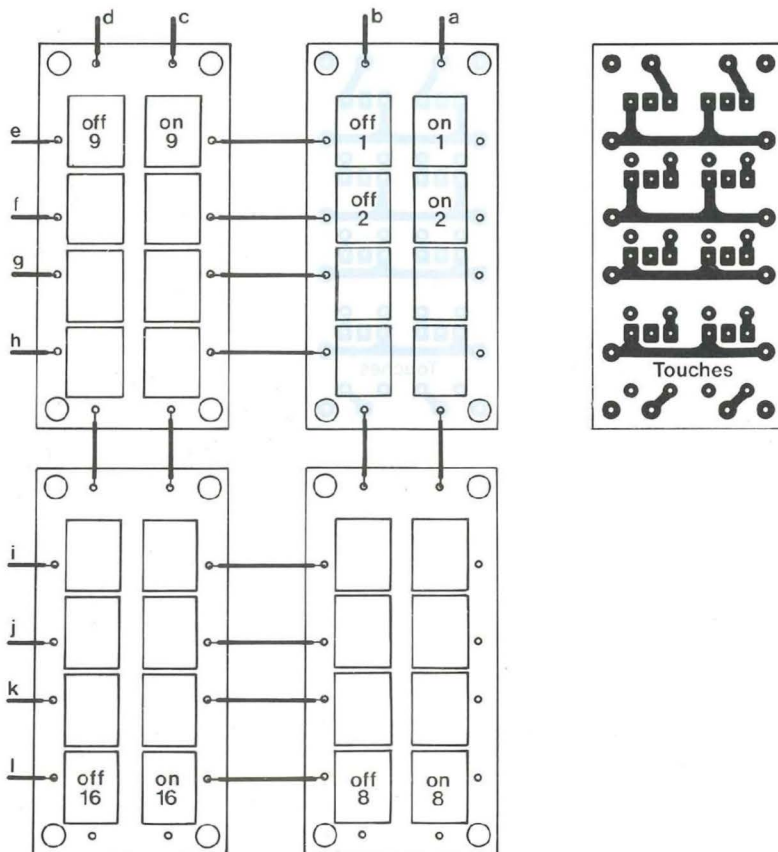 d c b a
e off on off on
9 9 1 1
f off on
2 2
g
h
Touches
i
j
k
l off on off on
16 16 8 8